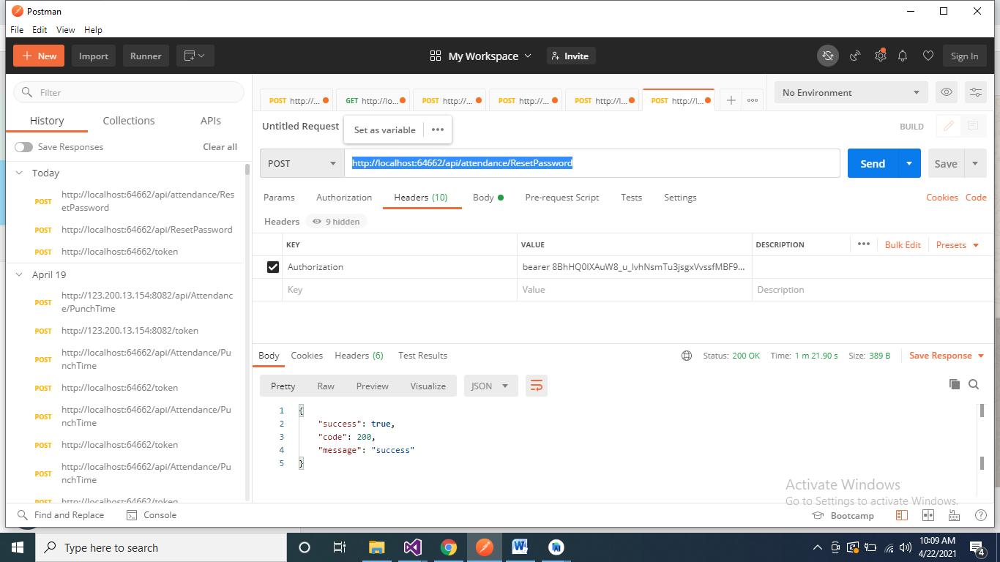 Postman
File Edit View Help
New Import Runner My Workspace Invite Sign In
Filter
History Collections APIs
Save Responses Clear all
Today
POST http://localhost:64662/api/attendance/Res
etPassword
POST http://localhost:64662/api/ResetPassword
POST http://localhost:64662/token
April 19
POST http://123.200.13.154:8082/api/Attendanc
e/PunchTime
POST http://123.200.13.154:8082/token
POST http://localhost:64662/api/Attendance/Pu
nchTime
POST http://localhost:64662/token
POST http://localhost:64662/api/Attendance/Pu
nchTime
POST http://localhost:64662/token
POST http://localhost:64662/api/Attendance/Pu
nchTime
POST http://localhost:64662/token
POST http://... GET http://lo... POST http://... POST http://... POST http://l... POST http://l...
No Environment
Untitled Request Set as variable BUILD
POST http://localhost:64662/api/attendance/ResetPassword Send Save
Params Authorization Headers (10) Body Pre-request Script Tests Settings Cookies Code
Headers 9 hidden
KEY VALUE DESCRIPTION Bulk Edit Presets
Authorization bearer 8BhHQ0IXAuW8_u_lvhNsmTu3jsgxVvssfMBF9...
Key Value Description
Body Cookies Headers (6) Test Results Status: 200 OK Time: 1 m 21.90 s Size: 389 B Save Response
Pretty Raw Preview Visualize JSON
1 {
2 "success": true,
3 "code": 200,
4 "message": "success"
5 }
Activate Windows
Go to Settings to activate Windows.
Find and Replace Console Bootcamp
Type here to search
10:09 AM
4/22/2021
4